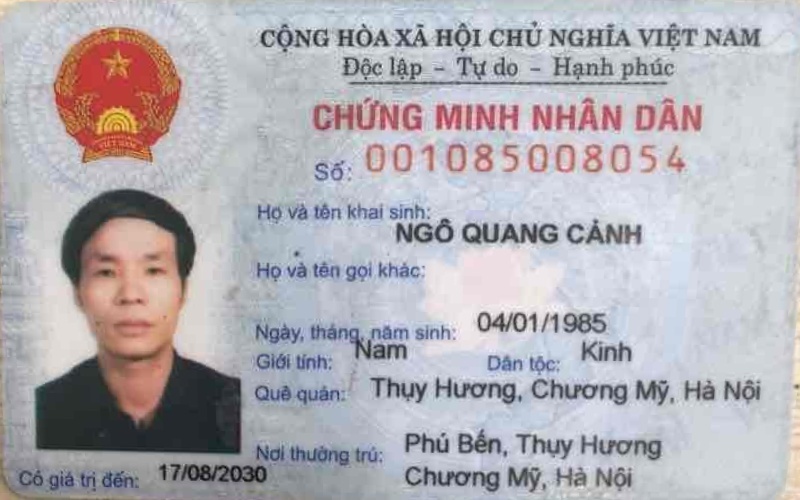 CỘNG HÒA XÃ HỘI CHỦ NGHĨA VIỆT NAM
Độc lập - Tự do - Hạnh phúc
CHỨNG MINH NHÂN DÂN
Số: 001085008054
Họ và tên khai sinh:
NGÔ QUANG CẢNH
Họ và tên gọi khác:
Ngày, tháng, năm sinh: 04/01/1985
Giới tính: Nam Dân tộc: Kinh
Quê quán: Thụy Hương, Chương Mỹ, Hà Nội
Nơi thường trú: Phú Bến, Thụy Hương
Chương Mỹ, Hà Nội
Có giá trị đến: 17/08/2030
VIỆT NAM